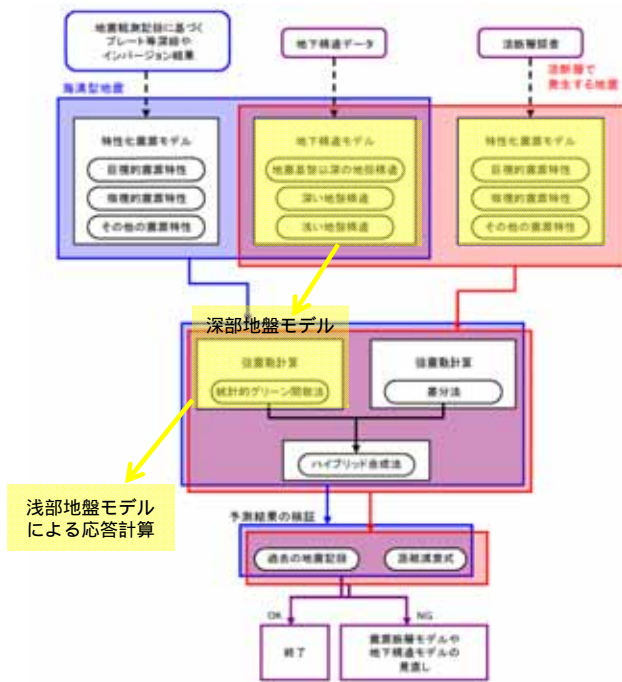 地震観測記録に基づく
プレート等深線や
インバージョン結果
地下構造データ
活断層調査
海溝型地震
活断層で
発生する地震
特性化震源モデル
巨視的震源特性
微視的震源特性
その他の震源特性
地下構造モデル
地震基盤以深の地殻構造
深い地盤構造
浅い地盤構造
特性化震源モデル
巨視的震源特性
微視的震源特性
その他の震源特性
深部地盤モデル
強震動計算
統計的グリーン関数法
強震動計算
差分法
ハイブリッド合成法
浅部地盤モデル
による応答計算
予測結果の検証
過去の地震記録
距離減衰式
OK
NG
終了
震源断層モデルや
地下構造モデルの
見直し